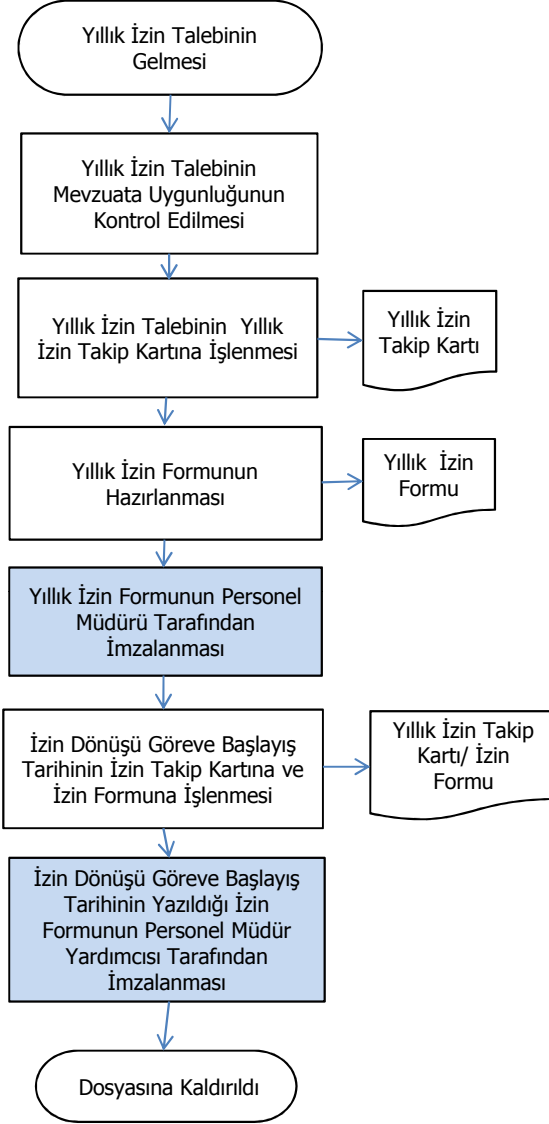 Yıllık İzin Talebinin
Gelmesi
Yıllık İzin Talebinin
Mevzuata Uygunluğunun
Kontrol Edilmesi
Yıllık İzin Talebinin  Yıllık
İzin Takip Kartına İşlenmesi
Yıllık İzin
Takip Kartı
Yıllık İzin Formunun
Hazırlanması
Yıllık  İzin
Formu
Yıllık İzin Formunun Personel
Müdürü Tarafından
İmzalanması
İzin Dönüşü Göreve Başlayış
Tarihinin İzin Takip Kartına ve
İzin Formuna İşlenmesi
Yıllık İzin Takip
Kartı/ İzin
Formu
İzin Dönüşü Göreve Başlayış
Tarihinin Yazıldığı İzin
Formunun Personel Müdür
Yardımcısı Tarafından
İmzalanması
Dosyasına Kaldırıldı